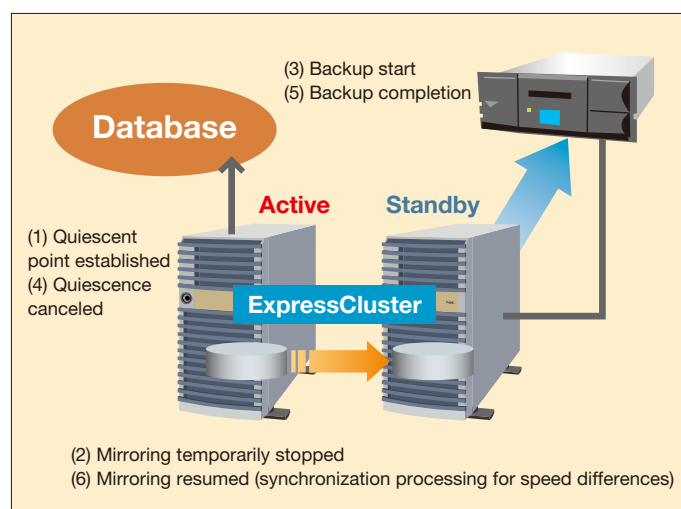 (3) Backup start
(5) Backup completion
Database
Active
Standby
(1) Quiescent
point established
(4) Quiescence
canceled
ExpressCluster
(2) Mirroring temporarily stopped
(6) Mirroring resumed (synchronization processing for speed differences)